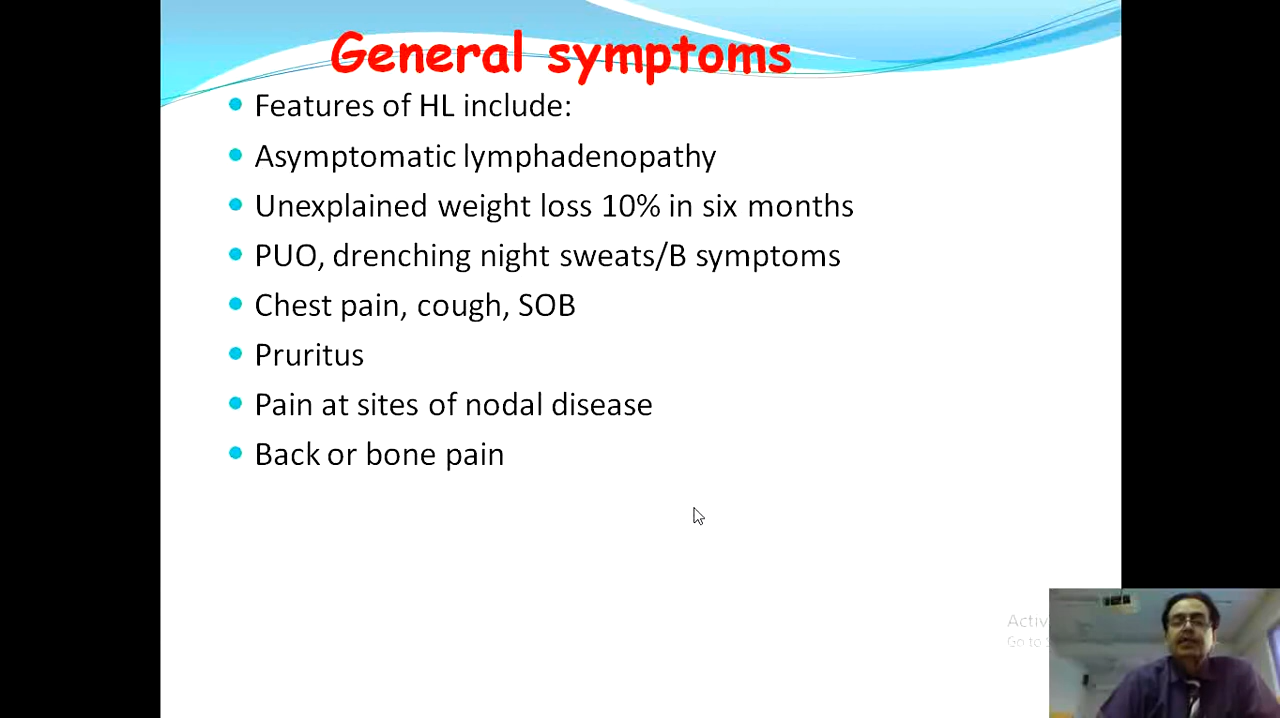 General symptoms
Features of HL include:
Asymptomatic lymphadenopathy
Unexplained weight loss 10% in six months
PUO, drenching night sweats/B symptoms
Chest pain, cough, SOB
Pruritus
Pain at sites of nodal disease
Back or bone pain
Go to